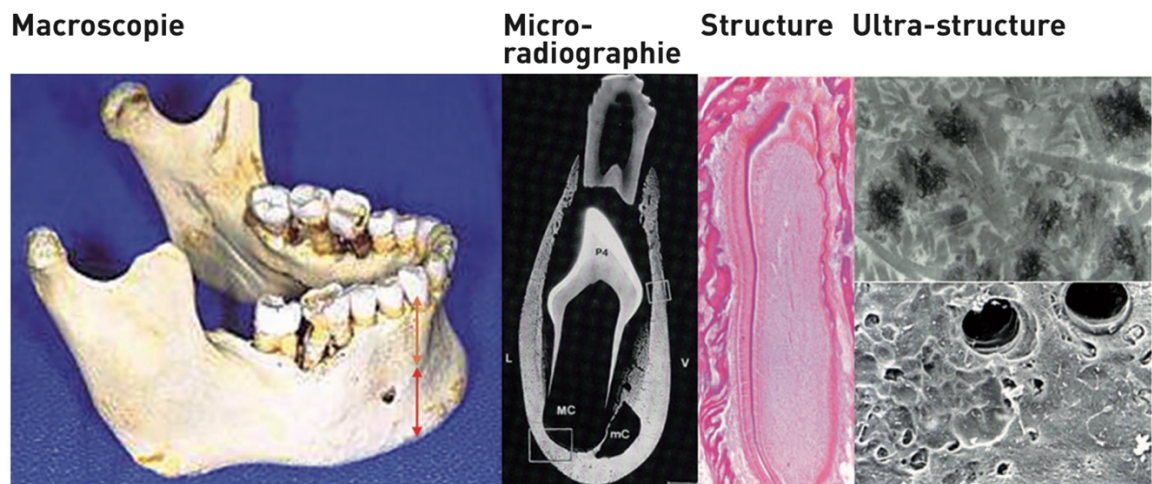 Macroscopie
Micro-
radiographie
Structure
Ultra-structure
P4
L
V
MC
mC